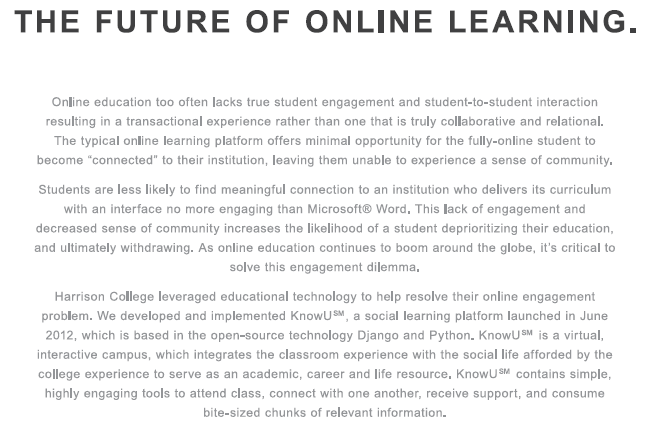 THE FUTURE OF ONLINE LEARNING.
Online education too often lacks true student engagement and student-to-student interaction
resulting in a transactional experience rather than one that is truly collaborative and relational.
The typical online learning platform offers minimal opportunity for the fully-online student to
become “connected” to their institution, leaving them unable to experience a sense of community.
Students are less likely to find meaningful connection to an institution who delivers its curriculum
with an interface no more engaging than Microsoft® Word. This lack of engagement and
decreased sense of community increases the likelihood of a student deprioritizing their education,
and ultimately withdrawing. As online education continues to boom around the globe, it’s critical to
solve this engagement dilemma.
Harrison College leveraged educational technology to help resolve their online engagement
problem. We developed and implemented KnowU℠, a social learning platform launched in June
2012, which is based in the open-source technology Django and Python. KnowU℠ is a virtual,
interactive campus, which integrates the classroom experience with the social life afforded by the
college experience to serve as an academic, career and life resource. KnowU℠ contains simple,
highly engaging tools to attend class, connect with one another, receive support, and consume
bite-sized chunks of relevant information.